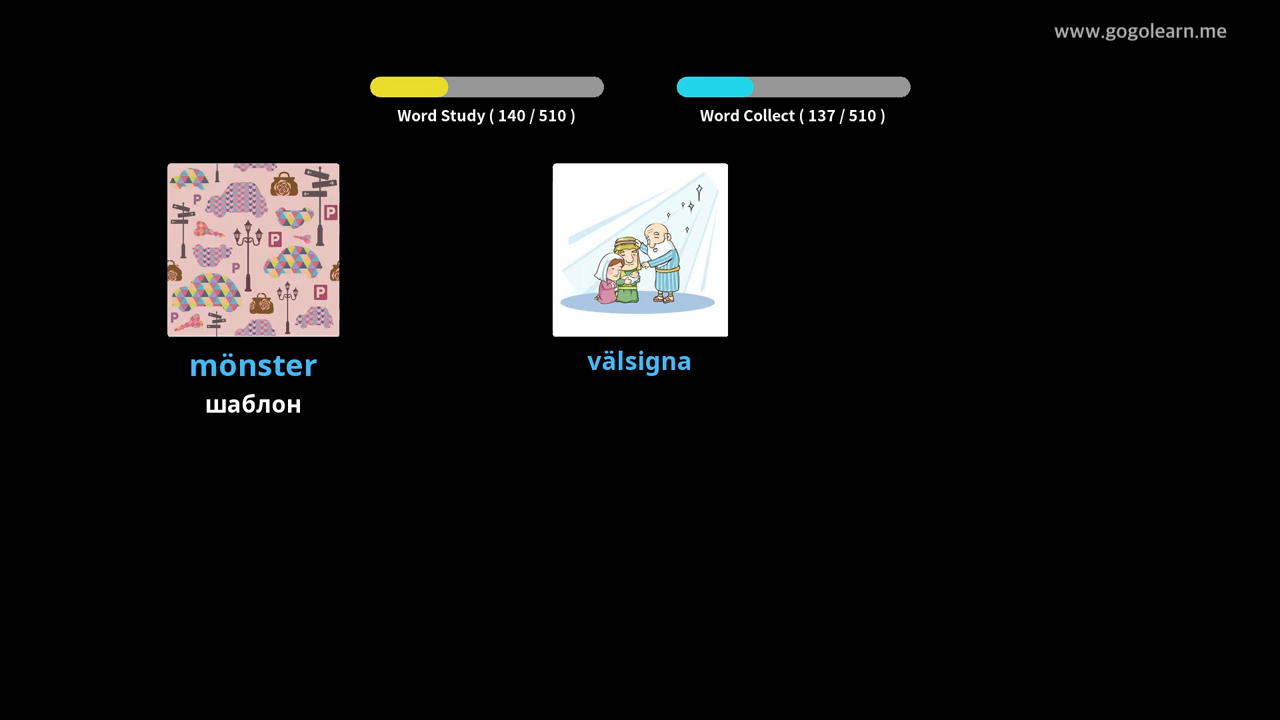 www.gogolearn.me
Word Study ( 140 / 510 )
Word Collect ( 137 / 510 )
P
P
P
P
P
P
mönster
välsigna
шаблон